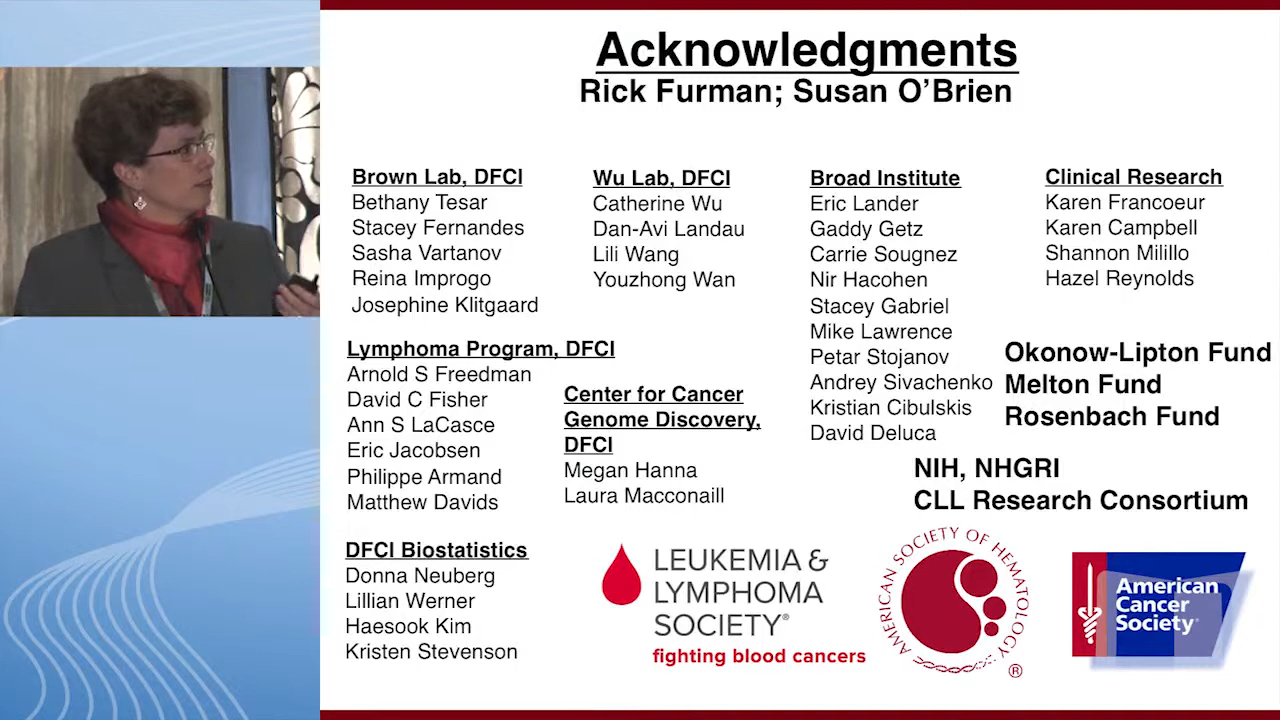 Acknowledgments
Rick Furman; Susan O'Brien
Brown Lab, DFCI
Bethany Tesar
Stacey Fernandes
Sasha Vartanov
Reina Improgo
Josephine Klitgaard
Wu Lab, DFCI
Catherine Wu
Dan-Avi Landau
Lili Wang
Youzhong Wan
Broad Institute
Eric Lander
Gaddy Getz
Carrie Sougnez
Nir Hacohen
Stacey Gabriel
Mike Lawrence
Petar Stojanov
Andrey Sivachenko
Kristian Cibulskis
David Deluca
Clinical Research
Karen Francoeur
Karen Campbell
Shannon Milillo
Hazel Reynolds
Lymphoma Program, DFCI
Arnold S Freedman
David C Fisher
Ann S LaCasce
Eric Jacobsen
Philippe Armand
Matthew Davids
Center for Cancer
Genome Discovery,
DFCI
Megan Hanna
Laura Macconaill
Okonow-Lipton Fund
Melton Fund
Rosenbach Fund
NIH, NHGRI
CLL Research Consortium
DFCI Biostatistics
Donna Neuberg
Lillian Werner
Haesook Kim
Kristen Stevenson
LEUKEMIA &
LYMPHOMA
SOCIETY®
fighting blood cancers
AMERICAN SOCIETY OF HEMATOLOGY
®
American
Cancer
Society®